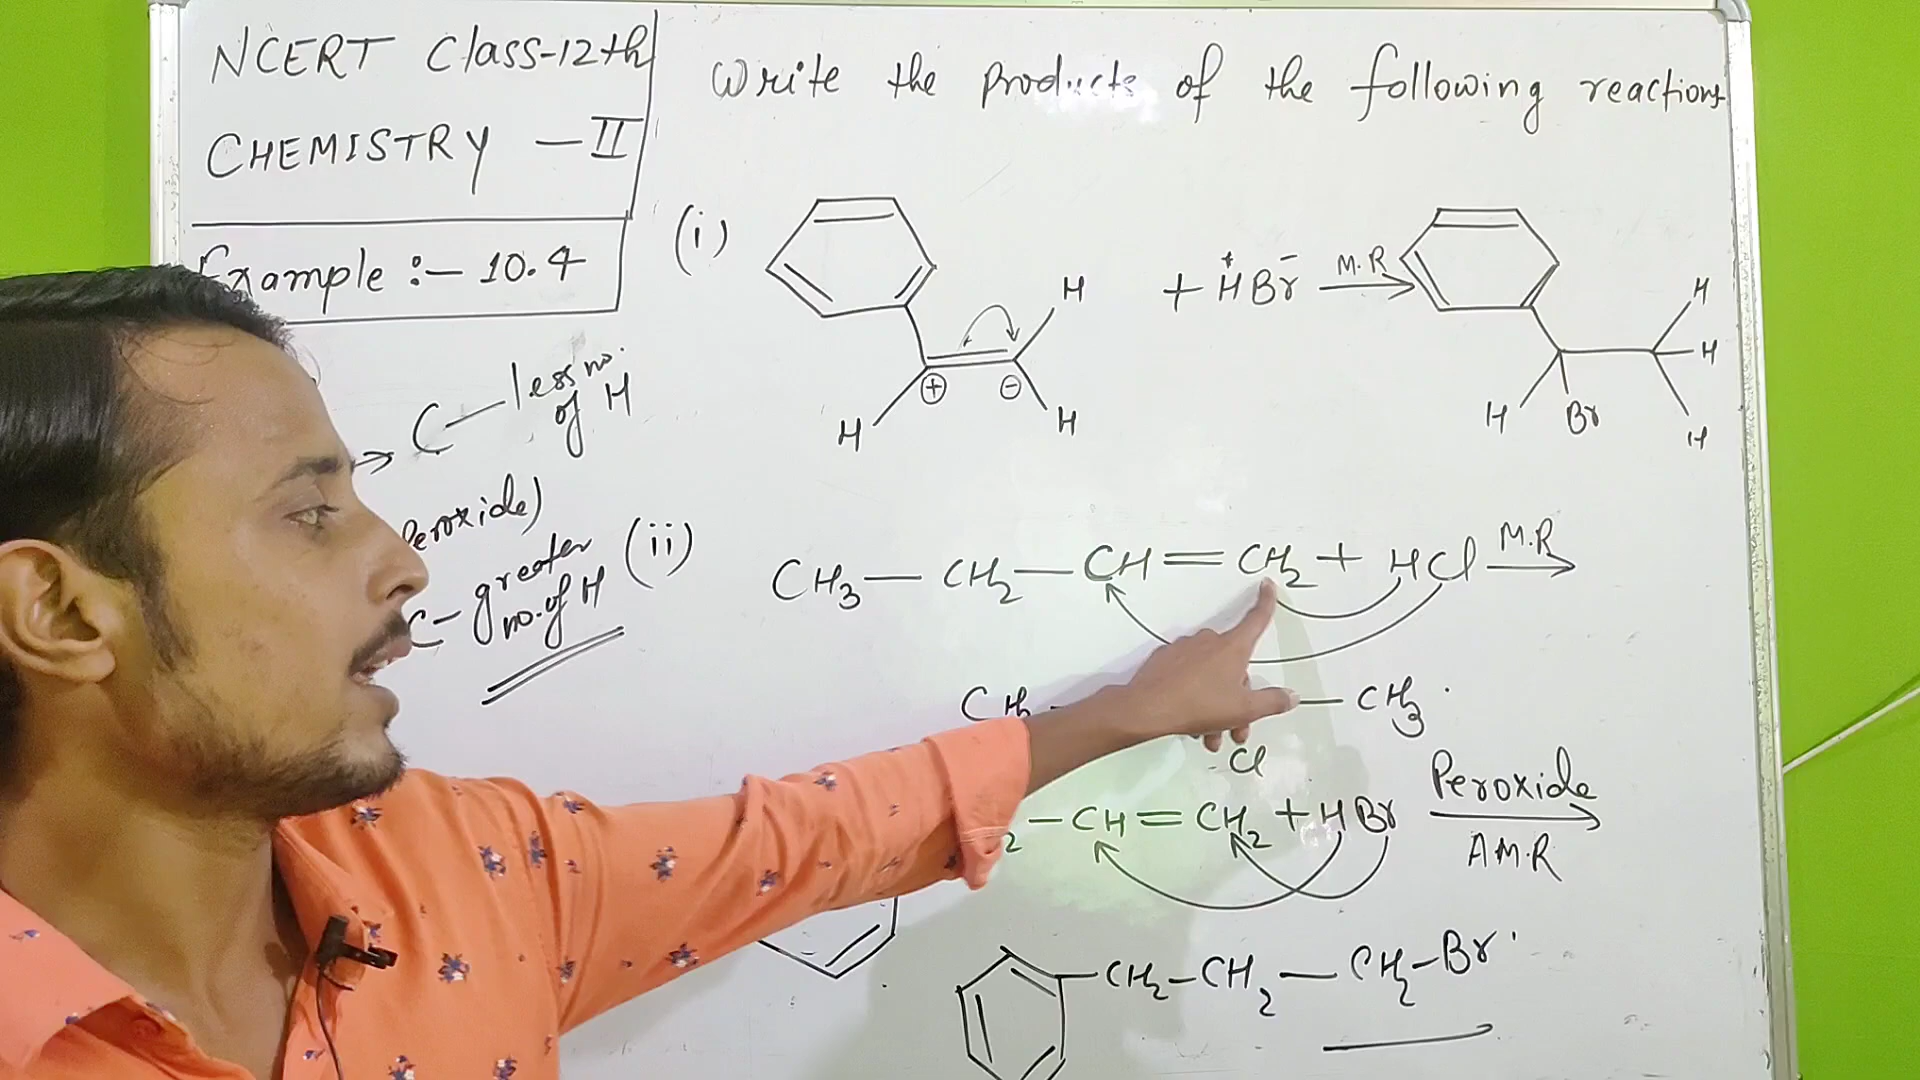 NCERT Class-12th
CHEMISTRY – II
Example :– 10.4
Write the Products of the following reactions
(i)
H
H
H
+ –
+ H⁺Br⁻ M.R →
H
Br
H
H
H
→ C – less no.
of H
Peroxide)
C – greater
no. of H
(ii) CH₃ — CH₂ — CH = CH₂ + HCl M.R →
— CH₃
Cl
₂ – CH = CH₂ + HBr Peroxide →
A.M.R
– CH₂ – CH₂ – CH₂ – Br